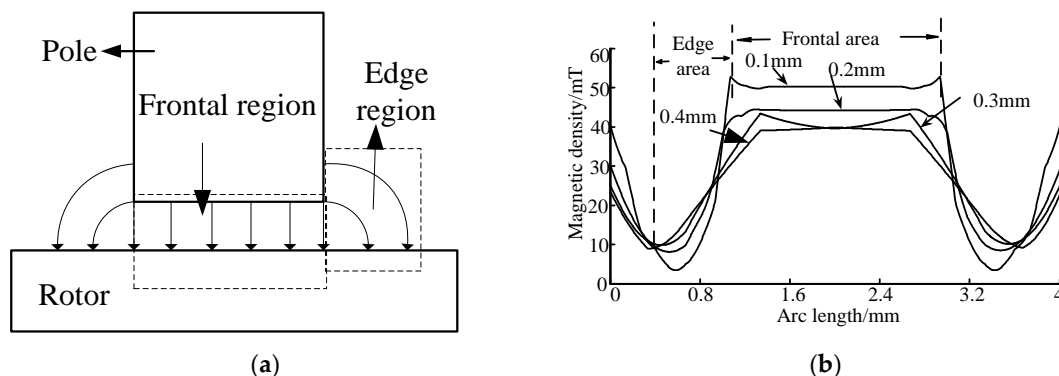 Pole
Frontal region
Edge
region
Rotor
(a)
Magnetic density/mT
60
50
40
30
20
10
0
Edge
area
Frontal area
0.1mm
0.2mm
0.3mm
0.4mm
0
0.8
1.6
2.4
3.2
4
Arc length/mm
(b)